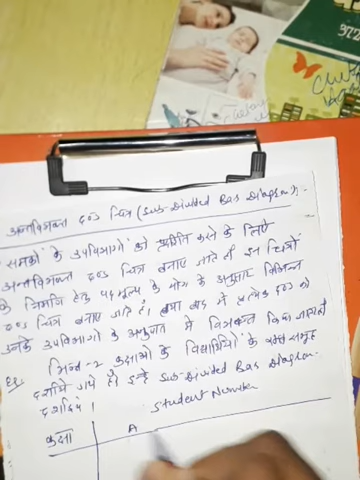 अन्तर्विभक्त दण्ड चित्र (Sub-Divided Bar Diagram):-
समंकों के उपविभागों को प्रदर्शित करने के लिए
अन्तर्विभक्त दण्ड चित्र बनाए जाते हैं। इन चित्रों
के निर्माण हेतु पद मूल्य के योग के अनुसार विभिन्न
दण्ड चित्र बनाए जाते हैं। तथा बाद में प्रत्येक दण्ड को
उनके उपविभागों के अनुपात में विभक्त किया जाता है।
Eg. भिन्न-2 कक्षाओं के विद्यार्थियों के समूह
दर्शाये गये हैं। इन्हें Sub-Divided Bar Diagram
दर्शाइये।
Student Number
कक्षा A